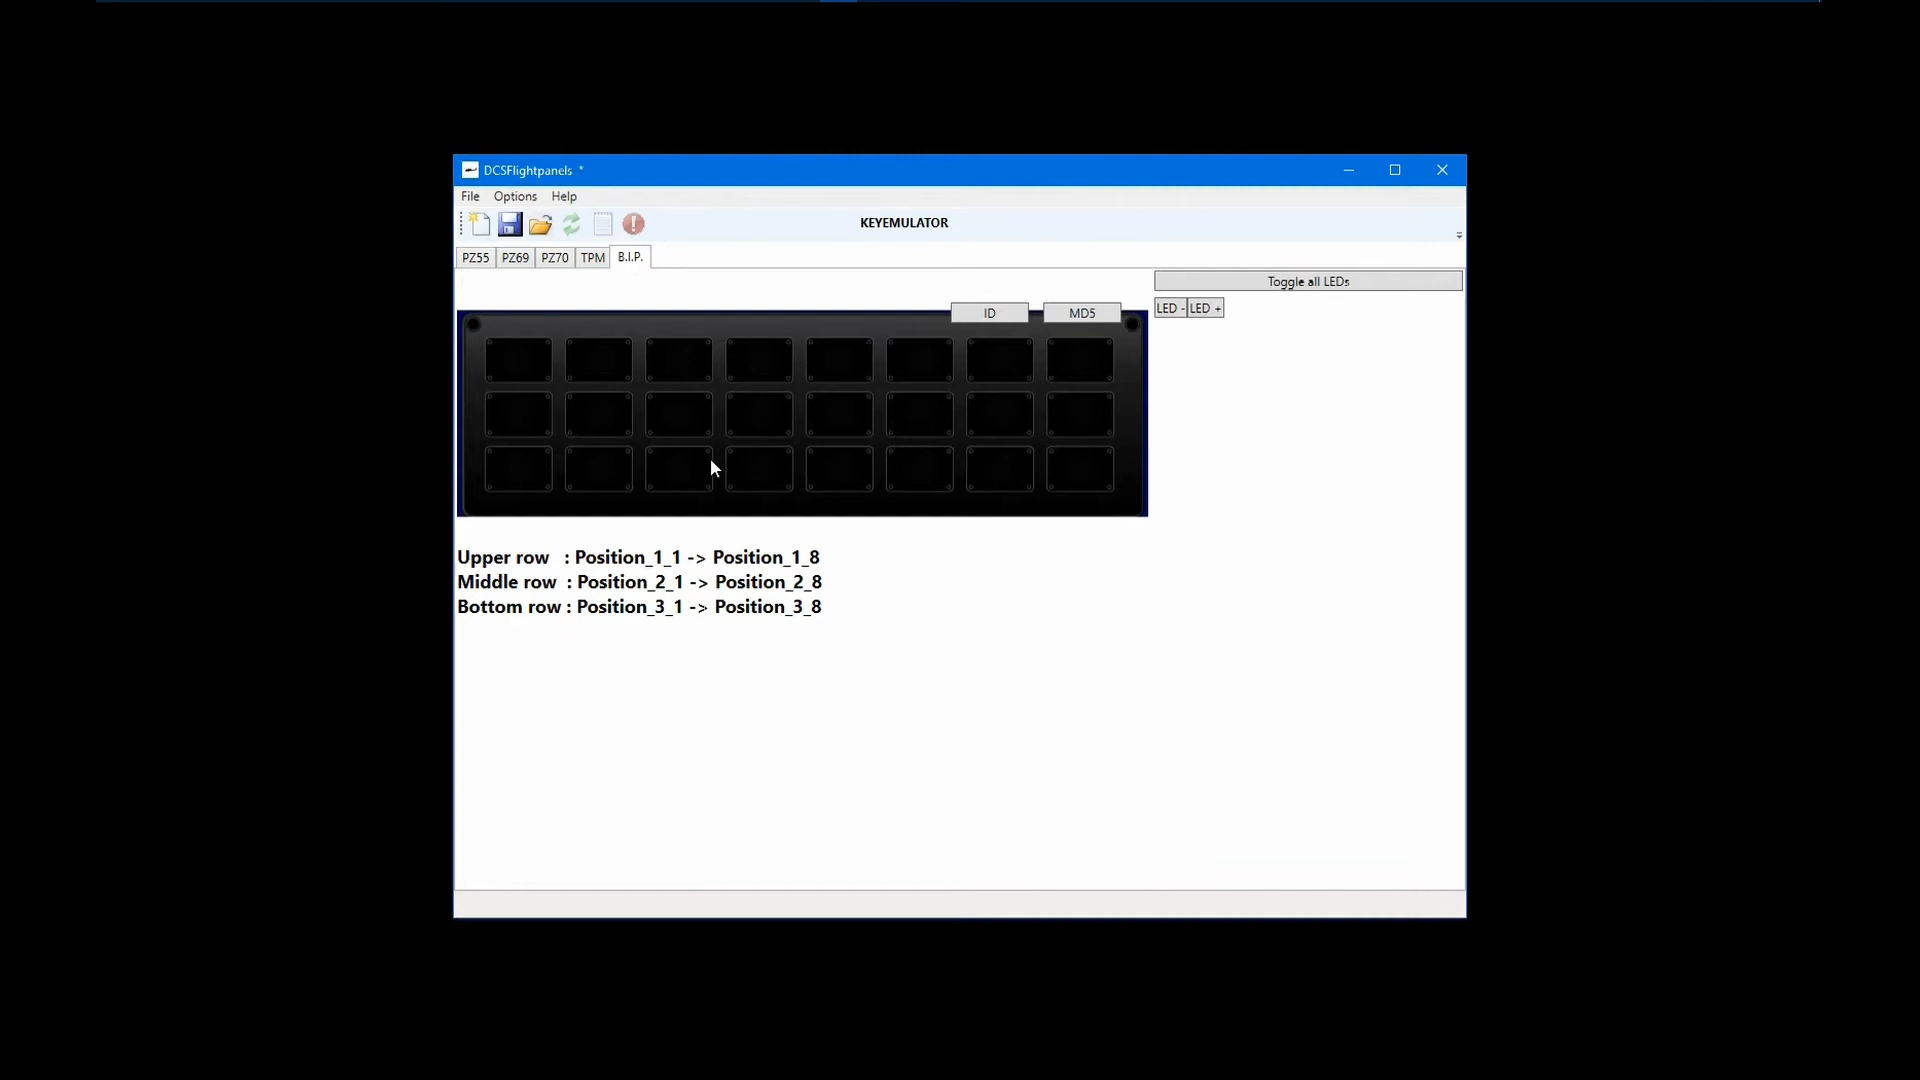 DCSFlightpanels *
File Options Help
KEYEMULATOR
PZ55 PZ69 PZ70 TPM B.I.P.
Toggle all LEDs
ID MD5
LED - LED +
Upper row : Position_1_1 -> Position_1_8
Middle row : Position_2_1 -> Position_2_8
Bottom row : Position_3_1 -> Position_3_8